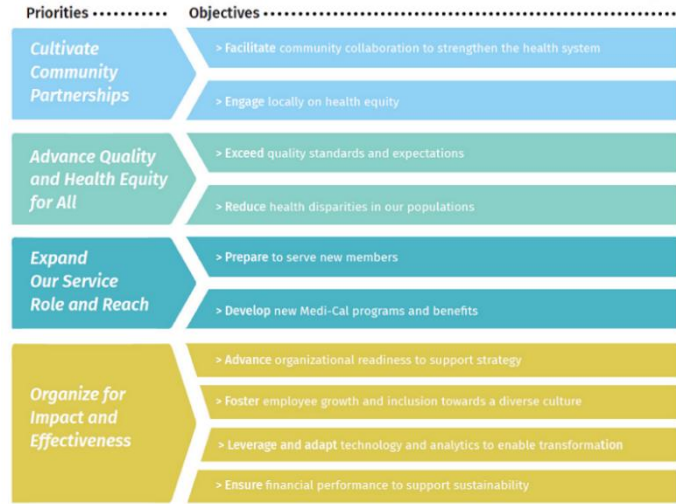 Priorities
Objectives
Cultivate
Community
Partnerships
> Facilitate community collaboration to strengthen the health system
> Engage locally on health equity
Advance Quality
and Health Equity
for All
> Exceed quality standards and expectations
> Reduce health disparities in our populations
Expand
Our Service
Role and Reach
> Prepare to serve new members
> Develop new Medi-Cal programs and benefits
Organize for
Impact and
Effectiveness
> Advance organizational readiness to support strategy
> Foster employee growth and inclusion towards a diverse culture
> Leverage and adapt technology and analytics to enable transformation
> Ensure financial performance to support sustainability